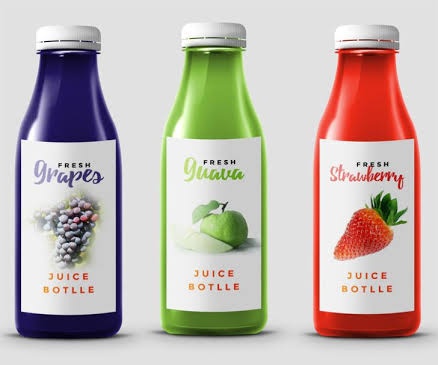 FRESH
Grapes
JUICE
BOTLLE
FRESH
Guava
JUICE
BOTLLE
FRESH
Strawberry
JUICE
BOTLLE